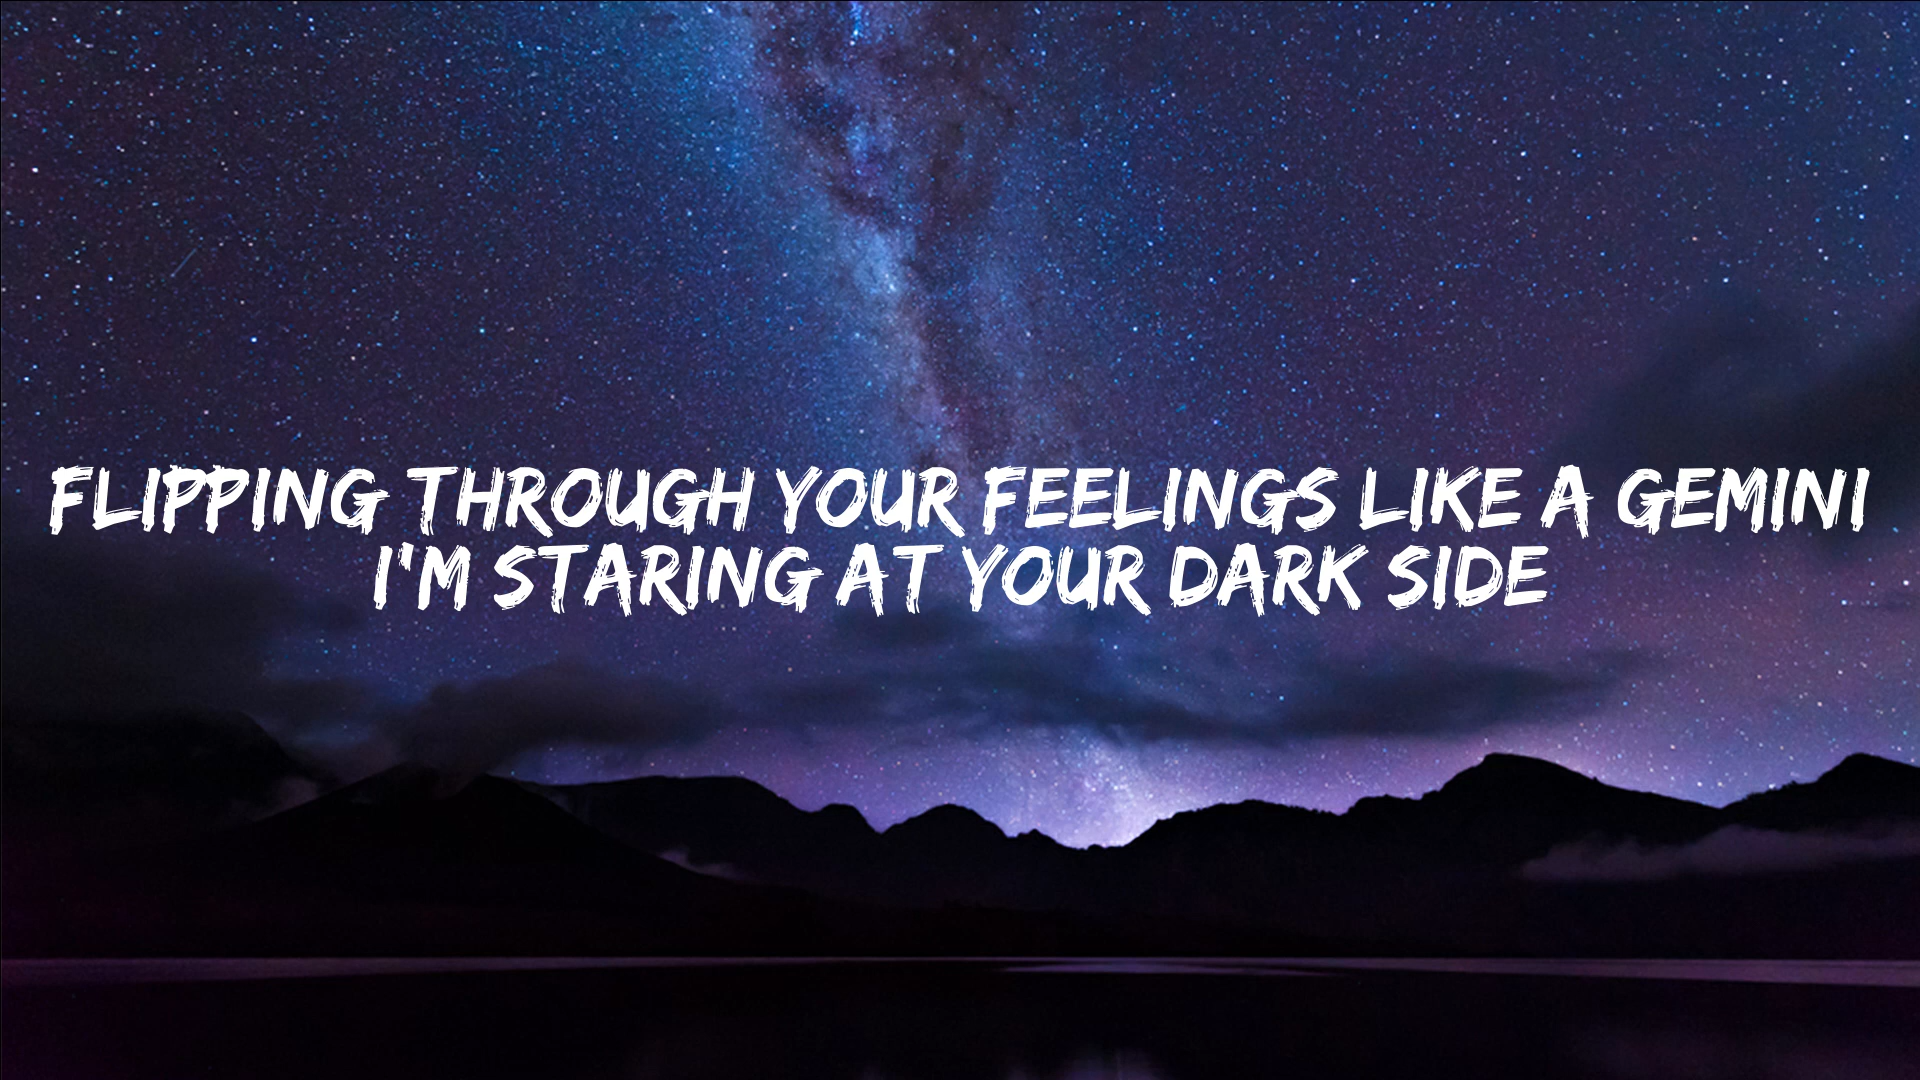 FLIPPING THROUGH YOUR FEELINGS LIKE A GEMINI
I'M STARING AT YOUR DARK SIDE